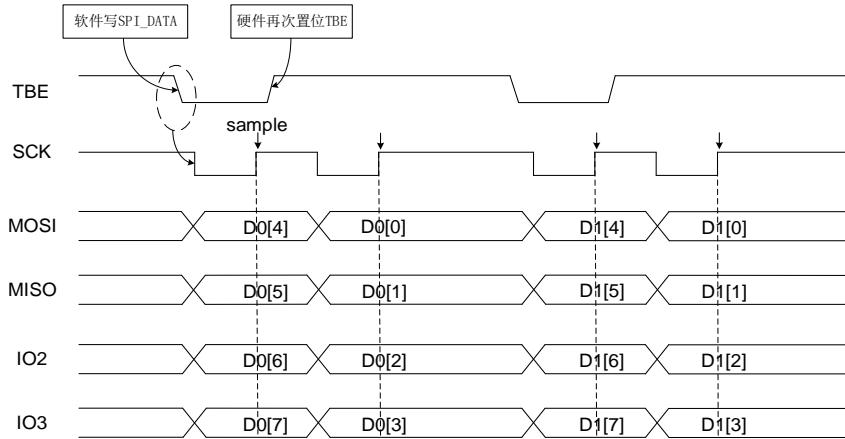 软件写SPI_DATA
硬件再次置位TBE
TBE
sample
SCK
MOSI
D0[4]
D0[0]
D1[4]
D1[0]
MISO
D0[5]
D0[1]
D1[5]
D1[1]
IO2
D0[6]
D0[2]
D1[6]
D1[2]
IO3
D0[7]
D0[3]
D1[7]
D1[3]